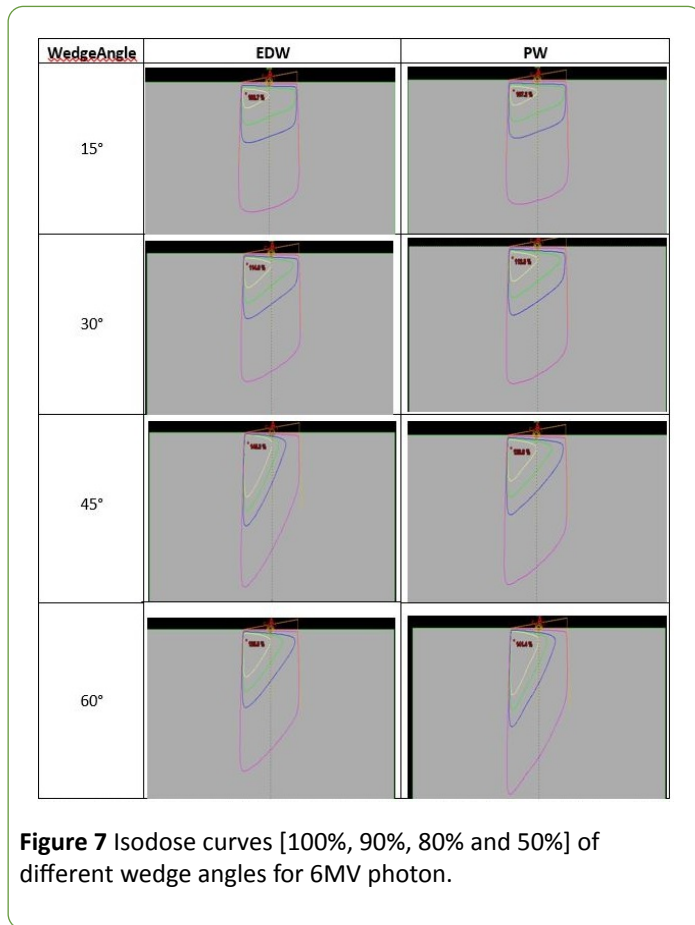 WedgeAngle EDW PW
15°
30°
45°
60°
Figure 7 Isodose curves [100%, 90%, 80% and 50%] of
different wedge angles for 6MV photon.